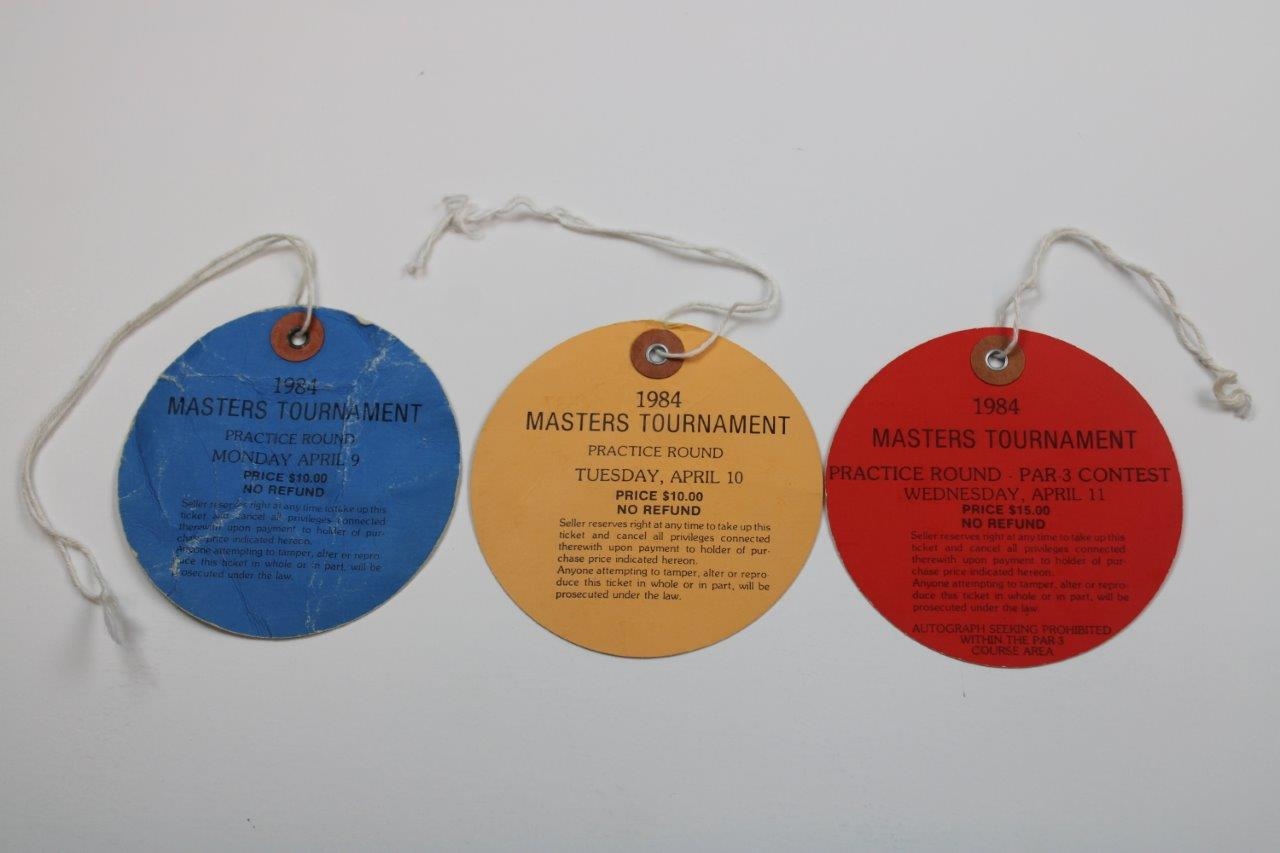 1984
MASTERS TOURNAMENT
PRACTICE ROUND
MONDAY APRIL 9
PRICE $10.00
NO REFUND
Seller reserves right at any time to take up this
ticket and cancel all privileges connected
therewith upon payment to holder of pur-
chase price indicated hereon.
Anyone attempting to tamper, alter or repro-
duce this ticket in whole or in part, will be
prosecuted under the law.
1984
MASTERS TOURNAMENT
PRACTICE ROUND
TUESDAY, APRIL 10
PRICE $10.00
NO REFUND
Seller reserves right at any time to take up this
ticket and cancel all privileges connected
therewith upon payment to holder of pur-
chase price indicated hereon.
Anyone attempting to tamper, alter or repro-
duce this ticket in whole or in part, will be
prosecuted under the law.
1984
MASTERS TOURNAMENT
PRACTICE ROUND - PAR-3 CONTEST
WEDNESDAY, APRIL 11
PRICE $15.00
NO REFUND
Seller reserves right at any time to take up this
ticket and cancel all privileges connected
therewith upon payment to holder of pur-
chase price indicated hereon.
Anyone attempting to tamper, alter or repro-
duce this ticket in whole or in part, will be
prosecuted under the law.
AUTOGRAPH SEEKING PROHIBITED
WITHIN THE PAR-3
COURSE AREA